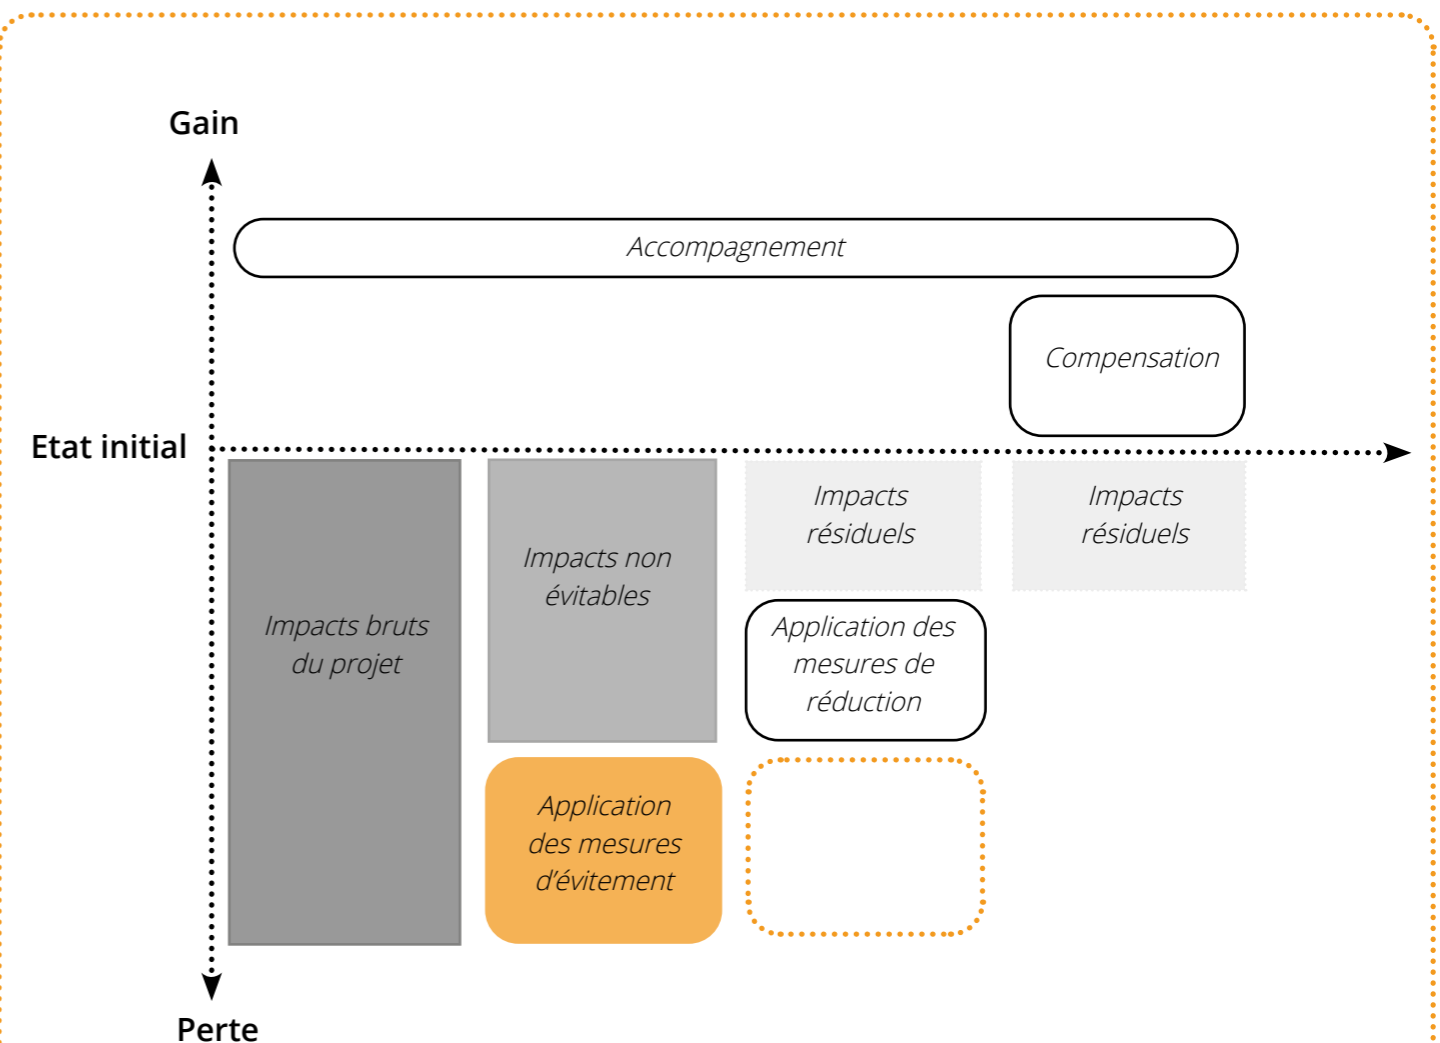 Gain
Accompagnement
Compensation
Etat initial
Impacts bruts
du projet
Impacts non
évitables
Impacts
résiduels
Impacts
résiduels
Application des
mesures de
réduction
Application
des mesures
d’évitement
Perte